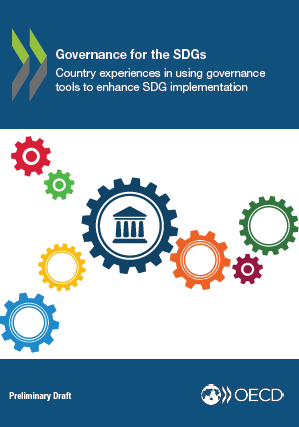 Governance for the SDGs
Country experiences in using governance
tools to enhance SDG implementation
Preliminary Draft
OECD